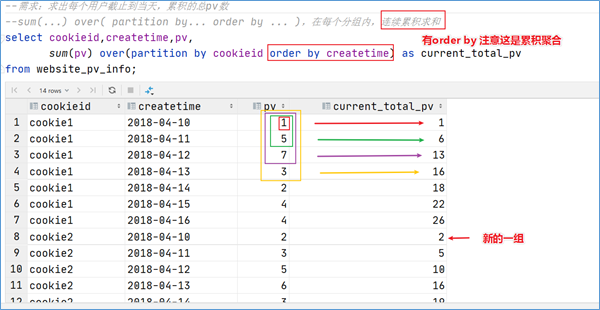 --需求：求出每个用户截止到当天，累积的总pv数
--sum(...) over( partition by... order by ... )，在每个分组内，连续累积求和
select cookieid,createtime,pv,
sum(pv) over(partition by cookieid order by createtime) as current_total_pv
from website_pv_info;
有order by 注意这是累积聚合
14 rows
cookieid createtime pv current_total_pv
1 cookie1 2018-04-10 1 1
2 cookie1 2018-04-11 5 6
3 cookie1 2018-04-12 7 13
4 cookie1 2018-04-13 3 16
5 cookie1 2018-04-14 2 18
6 cookie1 2018-04-15 4 22
7 cookie1 2018-04-16 4 26
8 cookie2 2018-04-10 2 2
新的一组
9 cookie2 2018-04-11 3 5
10 cookie2 2018-04-12 5 10
11 cookie2 2018-04-13 6 16
12 cookie2 2018-04-14 3 19